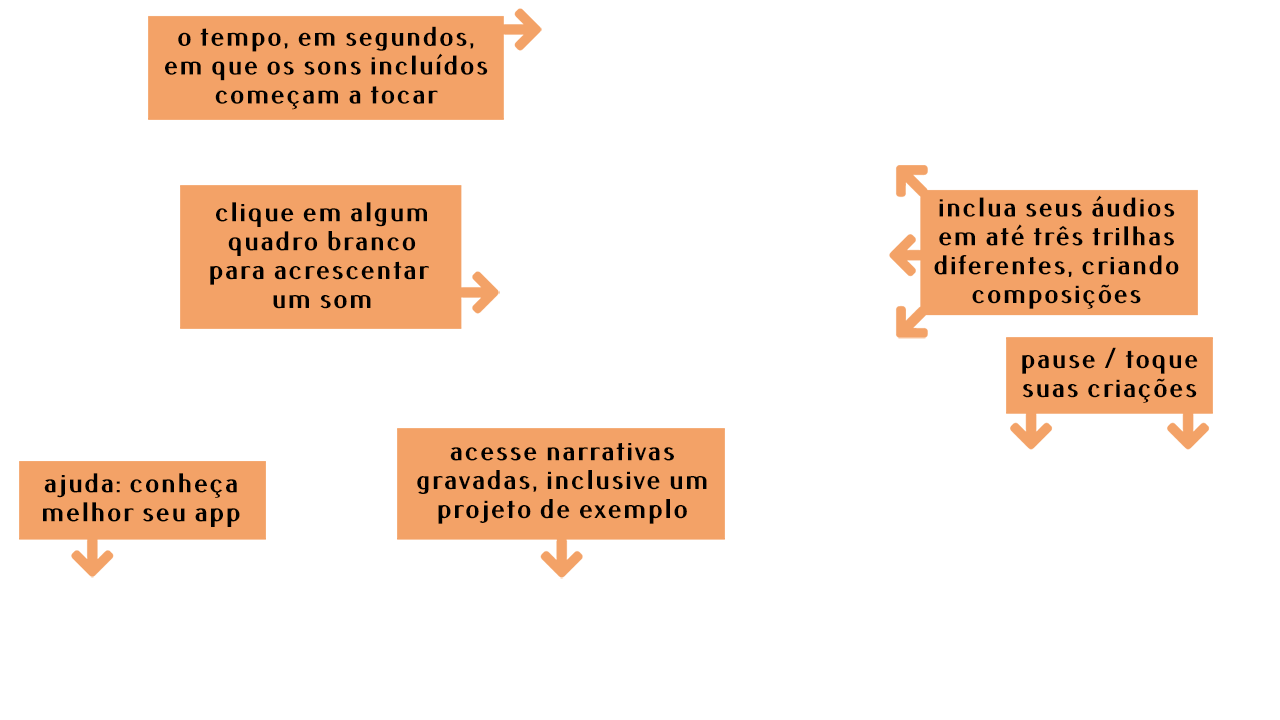 o tempo, em segundos,
em que os sons incluídos
começam a tocar
clique em algum
quadro branco
para acrescentar
um som
inclua seus áudios
em até três trilhas
diferentes, criando
composições
pause / toque
suas criações
acesse narrativas
gravadas, inclusive um
projeto de exemplo
ajuda: conheça
melhor seu app